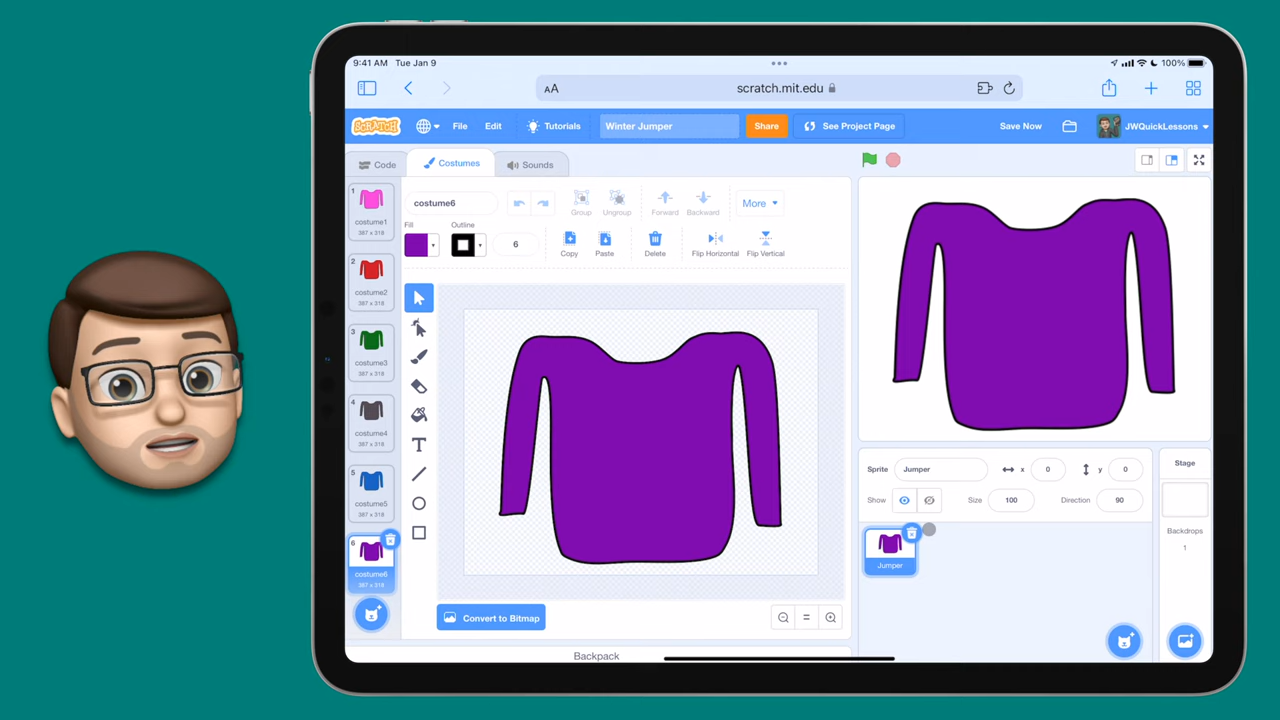 9:41 AM Tue Jan 9
100%
AA
scratch.mit.edu
SCRATCH
File
Edit
Tutorials
Winter Jumper
Share
See Project Page
Save Now
JWQuickLessons
Code
Costumes
Sounds
1
costume1
387 x 318
2
costume2
387 x 318
3
costume3
387 x 318
4
costume4
387 x 318
5
costume5
387 x 318
6
costume6
387 x 318
costume6
Group
Ungroup
Forward
Backward
More
Fill
Outline
6
Copy
Paste
Delete
Flip Horizontal
Flip Vertical
T
Convert to Bitmap
Backpack
Sprite
Jumper
x
0
y
0
Show
Size
100
Direction
90
Jumper
Stage
Backdrops
1